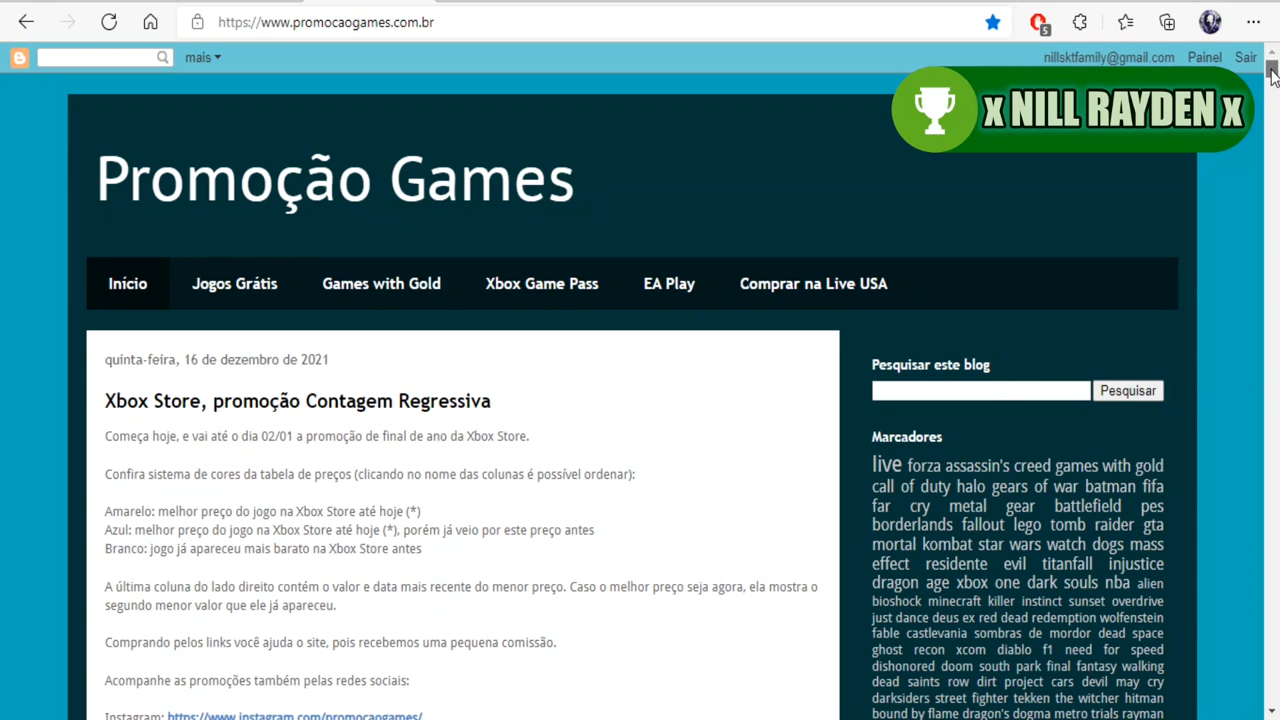 https://www.promocaogames.com.br
5
mais
nillsktfamily@gmail.com Painel Sair
x NILL RAYDEN x
Promoção Games
Início Jogos Grátis Games with Gold Xbox Game Pass EA Play Comprar na Live USA
quinta-feira, 16 de dezembro de 2021
Xbox Store, promoção Contagem Regressiva
Começa hoje, e vai até o dia 02/01 a promoção de final de ano da Xbox Store.
Confira sistema de cores da tabela de preços (clicando no nome das colunas é possível ordenar):
Amarelo: melhor preço do jogo na Xbox Store até hoje (*)
Azul: melhor preço do jogo na Xbox Store até hoje (*), porém já veio por este preço antes
Branco: jogo já apareceu mais barato na Xbox Store antes
A última coluna do lado direito contém o valor e data mais recente do menor preço. Caso o melhor preço seja agora, ela mostra o
segundo menor valor que ele já apareceu.
Comprando pelos links você ajuda o site, pois recebemos uma pequena comissão.
Acompanhe as promoções também pelas redes sociais:
Instagram: https://www.instagram.com/promocaogames/
Pesquisar este blog
Pesquisar
Marcadores
live forza assassin's creed games with gold
call of duty halo gears of war batman fifa
far cry metal gear battlefield pes
borderlands fallout lego tomb raider gta
mortal kombat star wars watch dogs mass
effect residente evil titanfall injustice
dragon age xbox one dark souls nba alien
bioshock minecraft killer instinct sunset overdrive
just dance deus ex red dead redemption wolfenstein
fable castlevania sombras de mordor dead space
ghost recon xcom diablo f1 need for speed
dishonored doom south park final fantasy walking
dead saints row dirt project cars devil may cry
darksiders street fighter tekken the witcher hitman
bound by flame dragon's dogma metro trials rayman